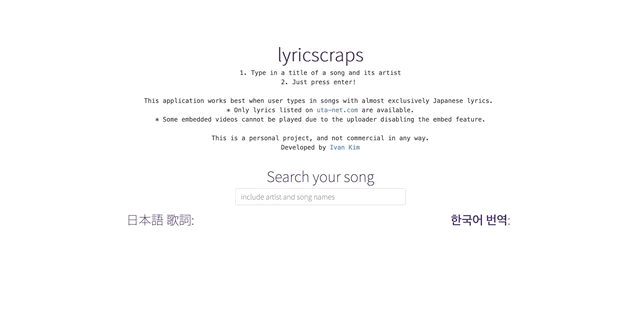 lyricscraps
1. Type in a title of a song and its artist
2. Just press enter!
This application works best when user types in songs with almost exclusively Japanese lyrics.
* Only lyrics listed on uta-net.com are available.
* Some embedded videos cannot be played due to the uploader disabling the embed feature.
This is a personal project, and not commercial in any way.
Developed by Ivan Kim
Search your song
include artist and song names
日本語 歌詞:
한국어 번역: